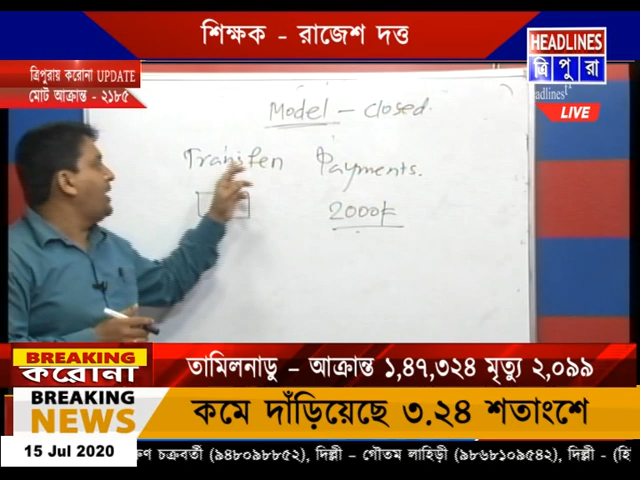 শিক্ষক - রাজেশ দত্ত
HEADLINES
ত্রিপুরা
LIVE
ত্রিপুরায় করোনা UPDATE
মোট আক্রান্ত - ২১৮৫
Model - closed.
Transfer Payments.
2000/-
BREAKING
করোনা
তামিলনাড়ু - আক্রান্ত ১,৪৭,৩২৪ মৃত্যু ২,০৯৯
BREAKING
NEWS
কমে দাঁড়িয়েছে ৩.২৪ শতাংশে
15 Jul 2020
রুণ চক্রবর্তী (৯৪৮০৯৮৮৫২), দিল্লী - গৌতম লাহিড়ী (৯৮৬৮১০৯৫৪২), দিল্লী - (হি